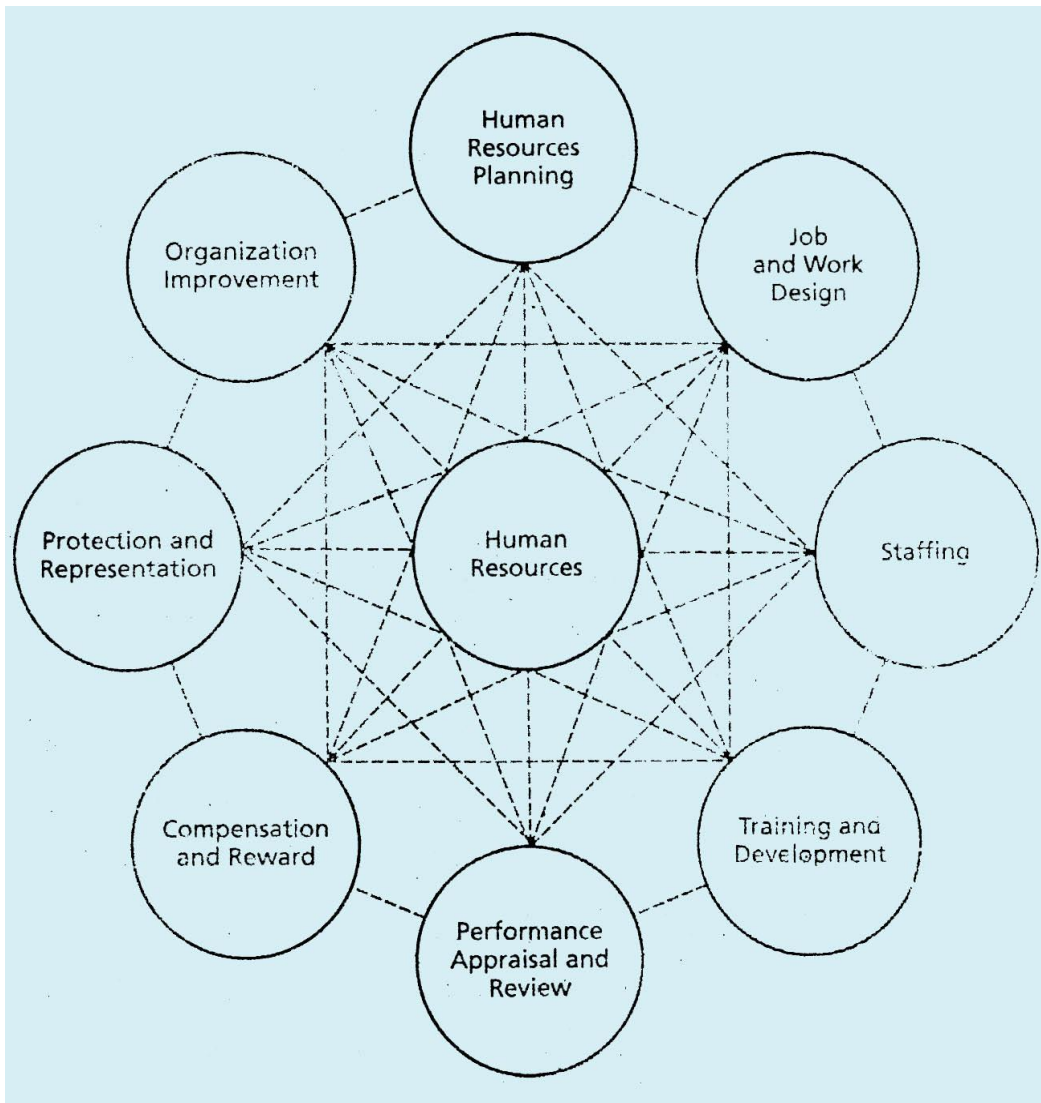 Human
Resources
Planning
Organization
Improvement
Job
and Work
Design
Protection and
Representation
Human
Resources
Staffing
Compensation
and Reward
Training and
Development
Performance
Appraisal and
Review